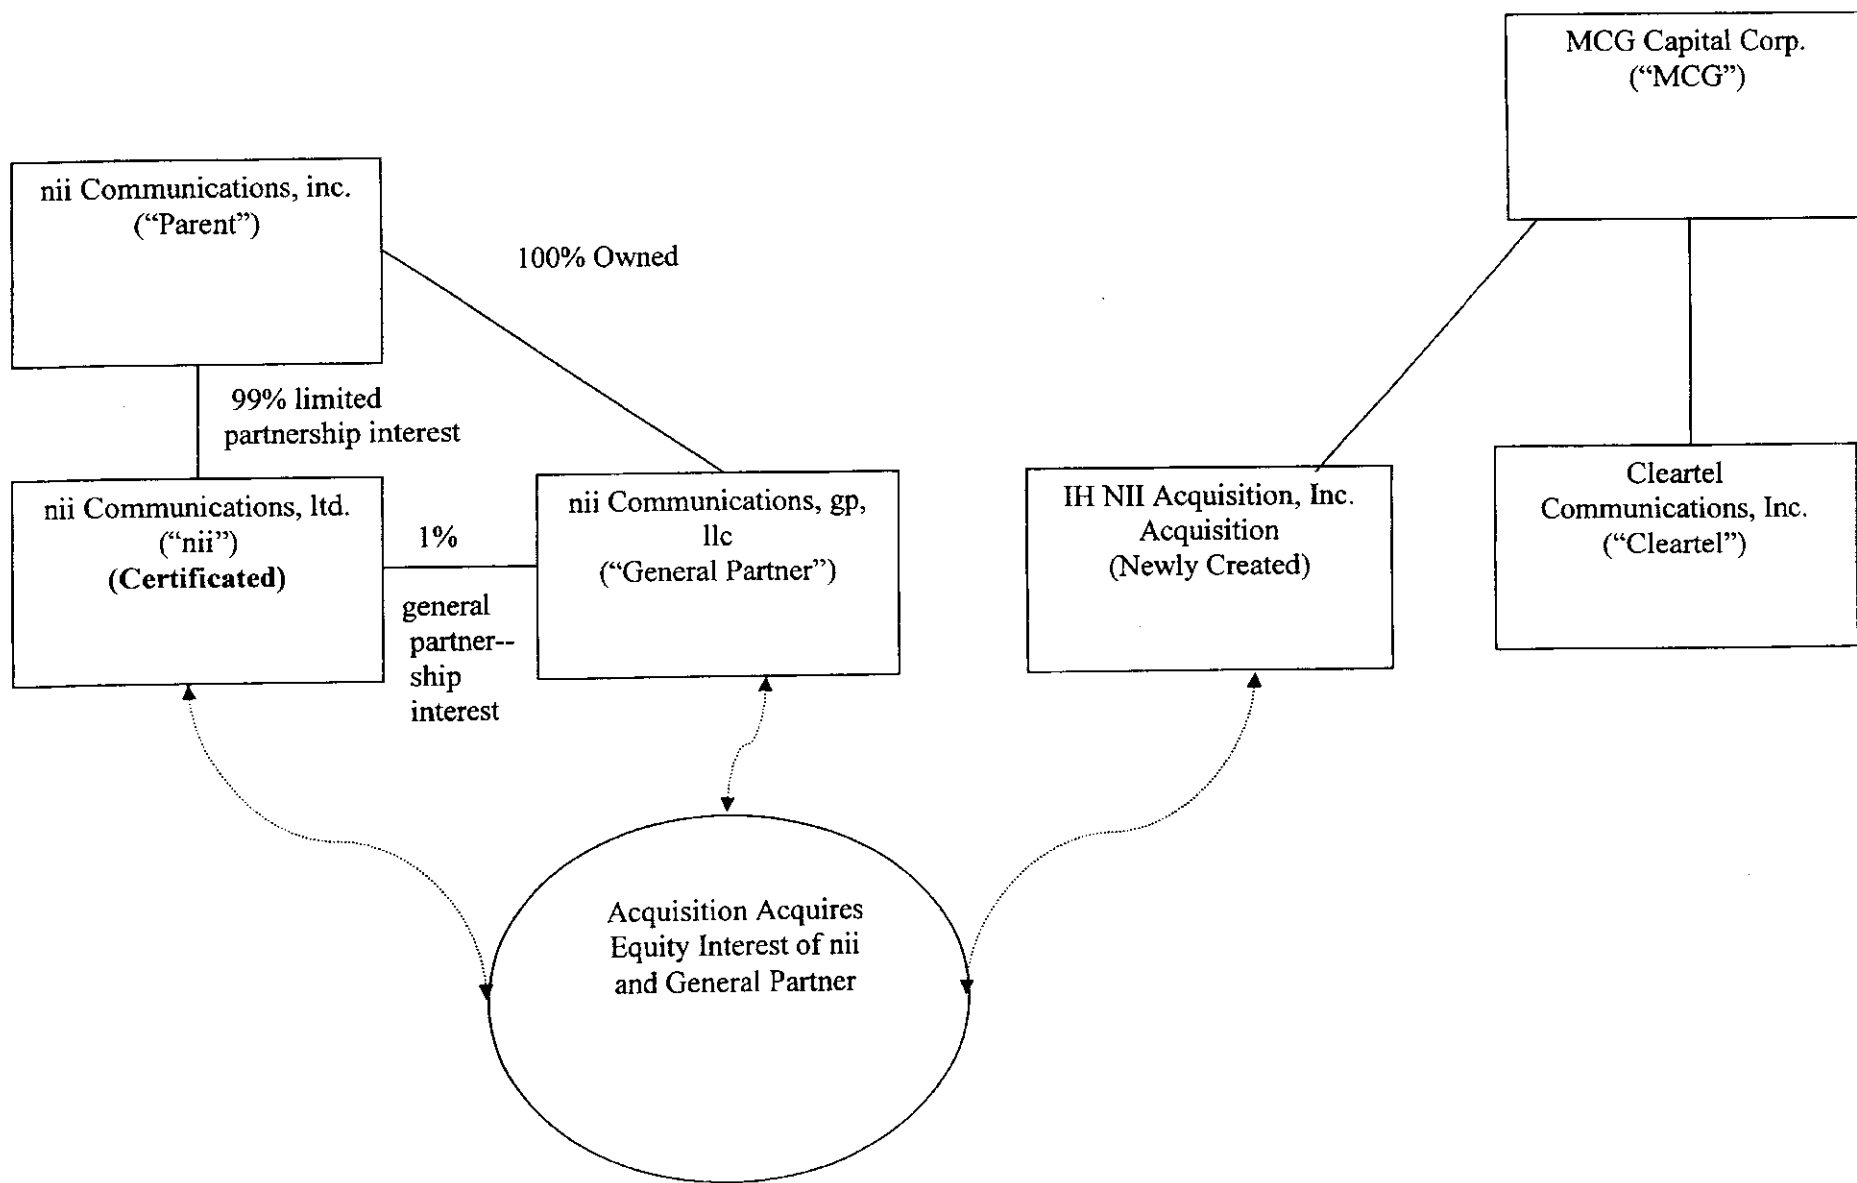 MCG Capital Corp.
(“MCG”)
nii Communications, inc.
(“Parent”)
100% Owned
99% limited
partnership interest
nii Communications, ltd.
(“nii”)
(Certificated)
1%
general
partner--
ship
interest
nii Communications, gp,
llc
(“General Partner”)
IH NII Acquisition, Inc.
Acquisition
(Newly Created)
Cleartel
Communications, Inc.
(“Cleartel”)
Acquisition Acquires
Equity Interest of nii
and General Partner